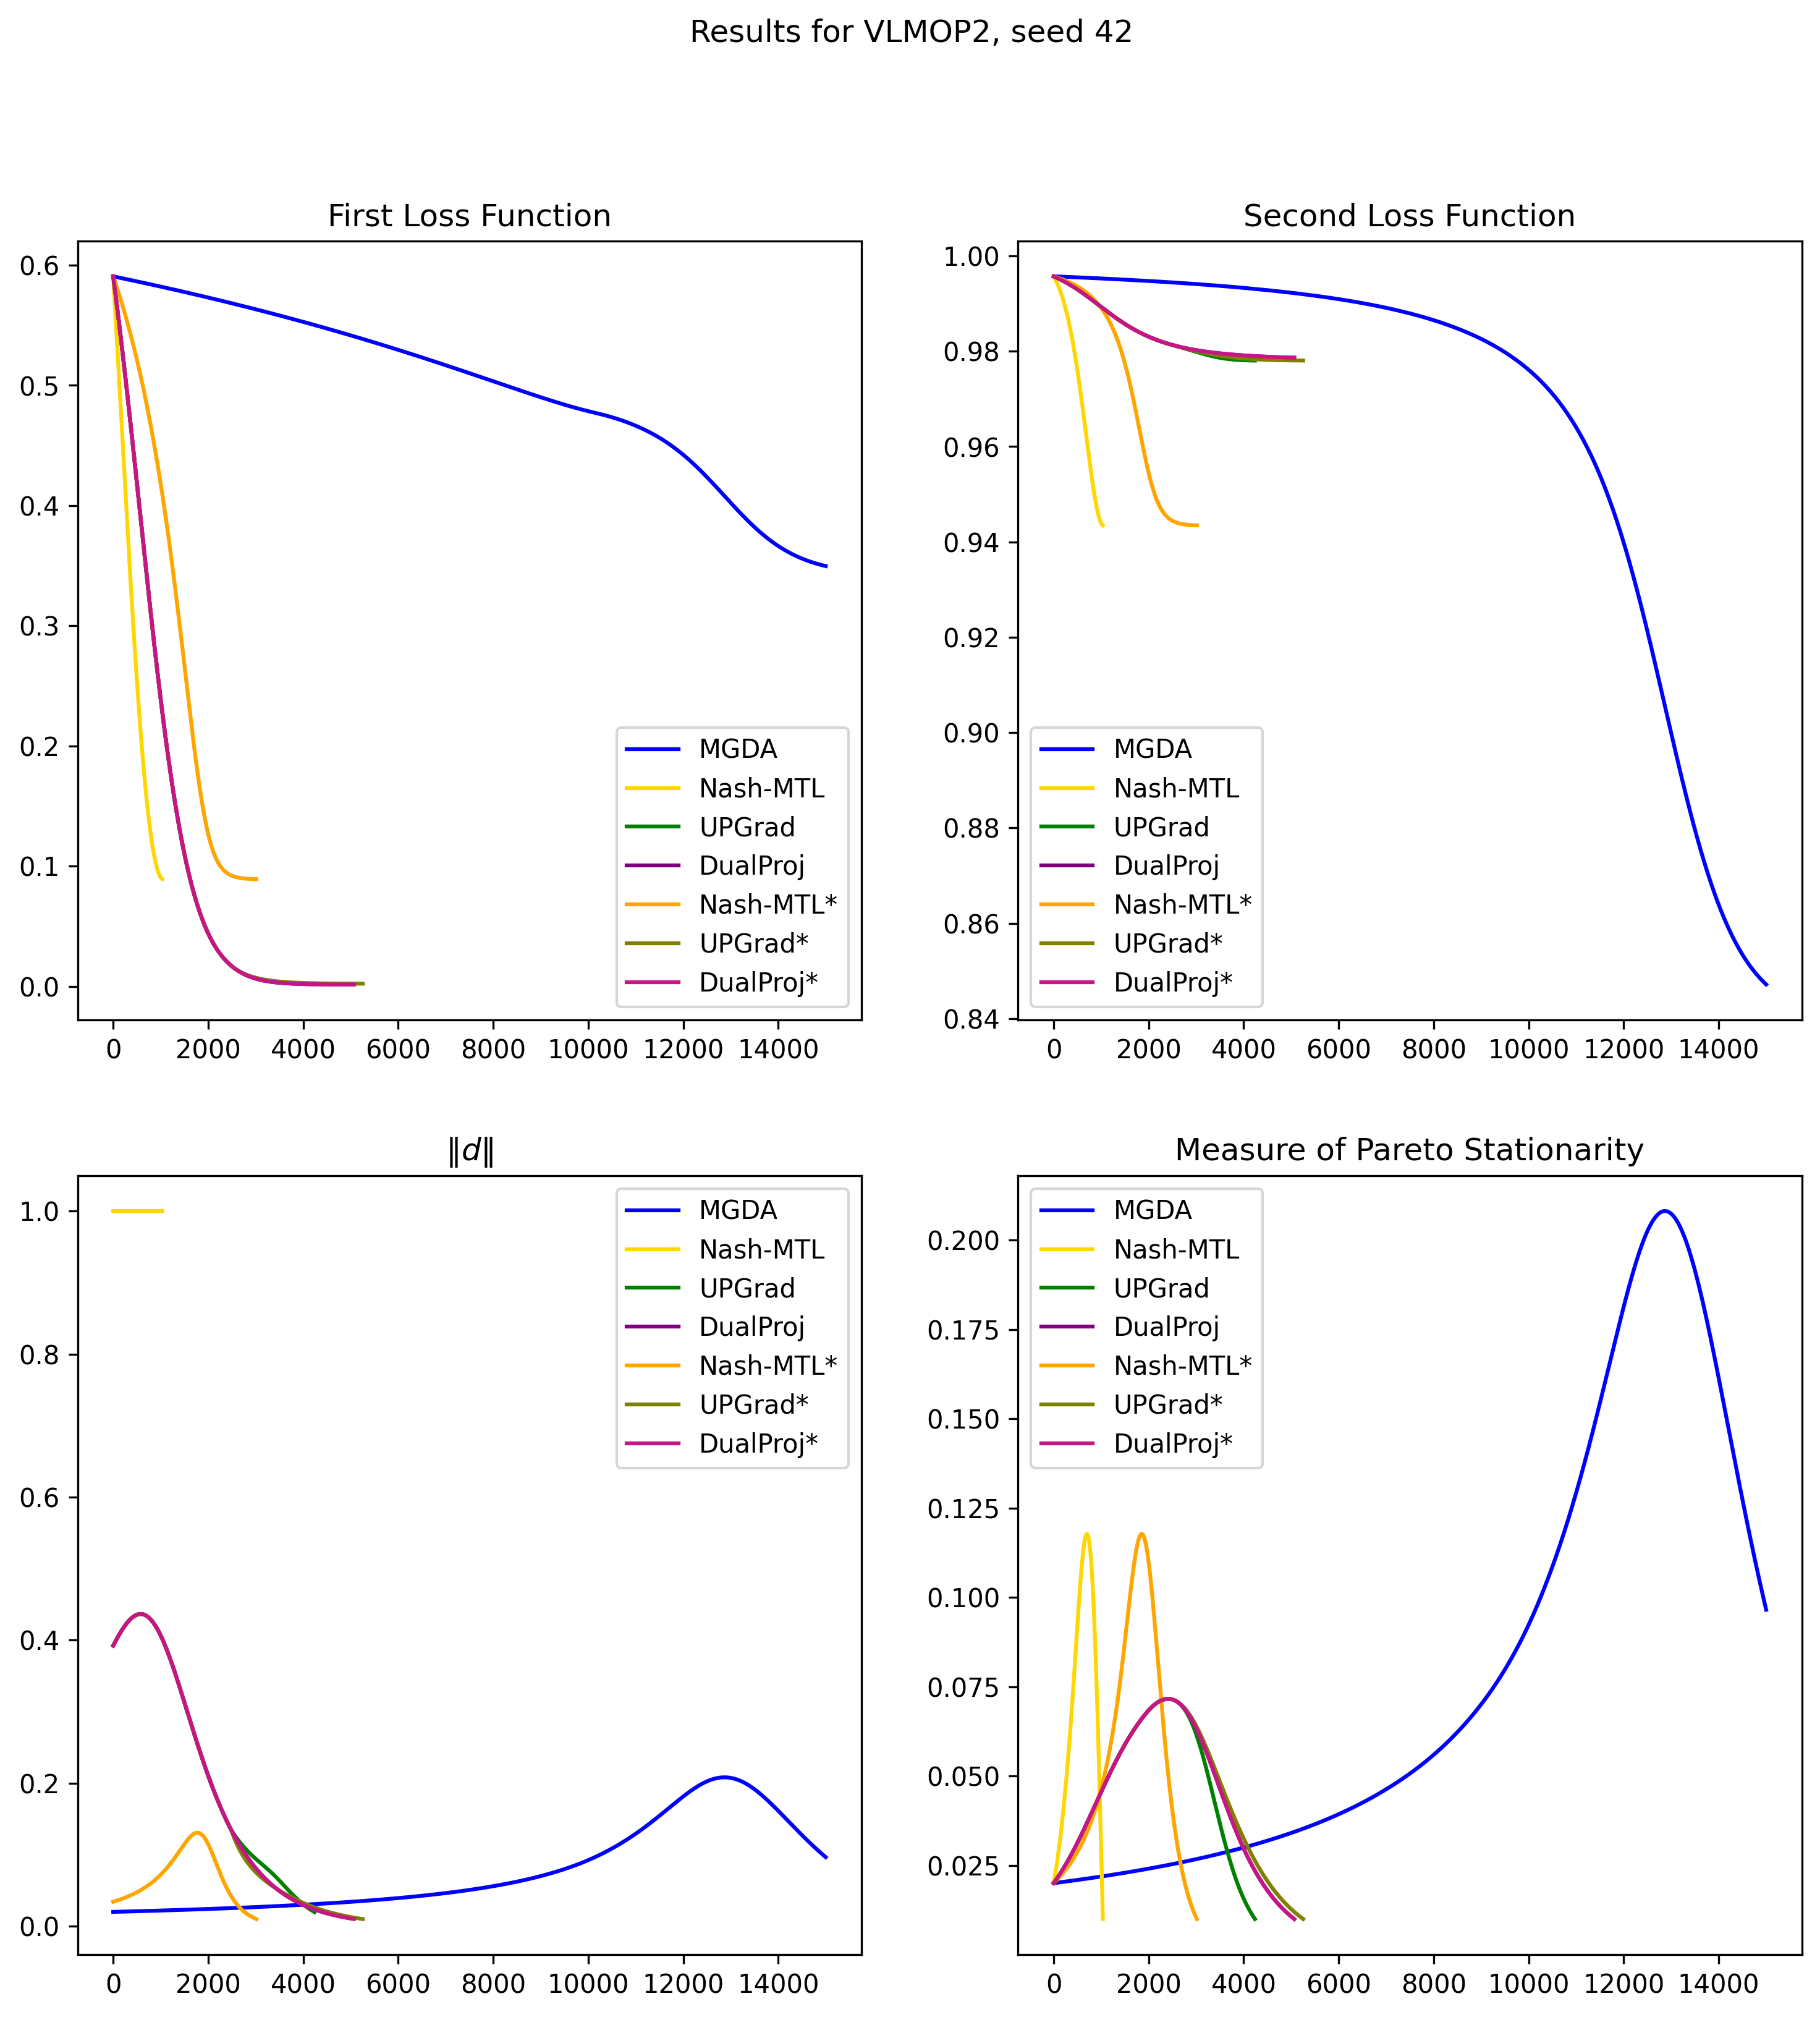 Results for VLMOP2, seed 42
First Loss Function
0.6
0.5
0.4
0.3
0.2
0.1
0.0
0 2000 4000 6000 8000 10000 12000 14000
MGDA
Nash-MTL
UPGrad
DualProj
Nash-MTL*
UPGrad*
DualProj*
Second Loss Function
1.00
0.98
0.96
0.94
0.92
0.90
0.88
0.86
0.84
0 2000 4000 6000 8000 10000 12000 14000
MGDA
Nash-MTL
UPGrad
DualProj
Nash-MTL*
UPGrad*
DualProj*
‖d‖
1.0
0.8
0.6
0.4
0.2
0.0
0 2000 4000 6000 8000 10000 12000 14000
MGDA
Nash-MTL
UPGrad
DualProj
Nash-MTL*
UPGrad*
DualProj*
Measure of Pareto Stationarity
0.200
0.175
0.150
0.125
0.100
0.075
0.050
0.025
0 2000 4000 6000 8000 10000 12000 14000
MGDA
Nash-MTL
UPGrad
DualProj
Nash-MTL*
UPGrad*
DualProj*